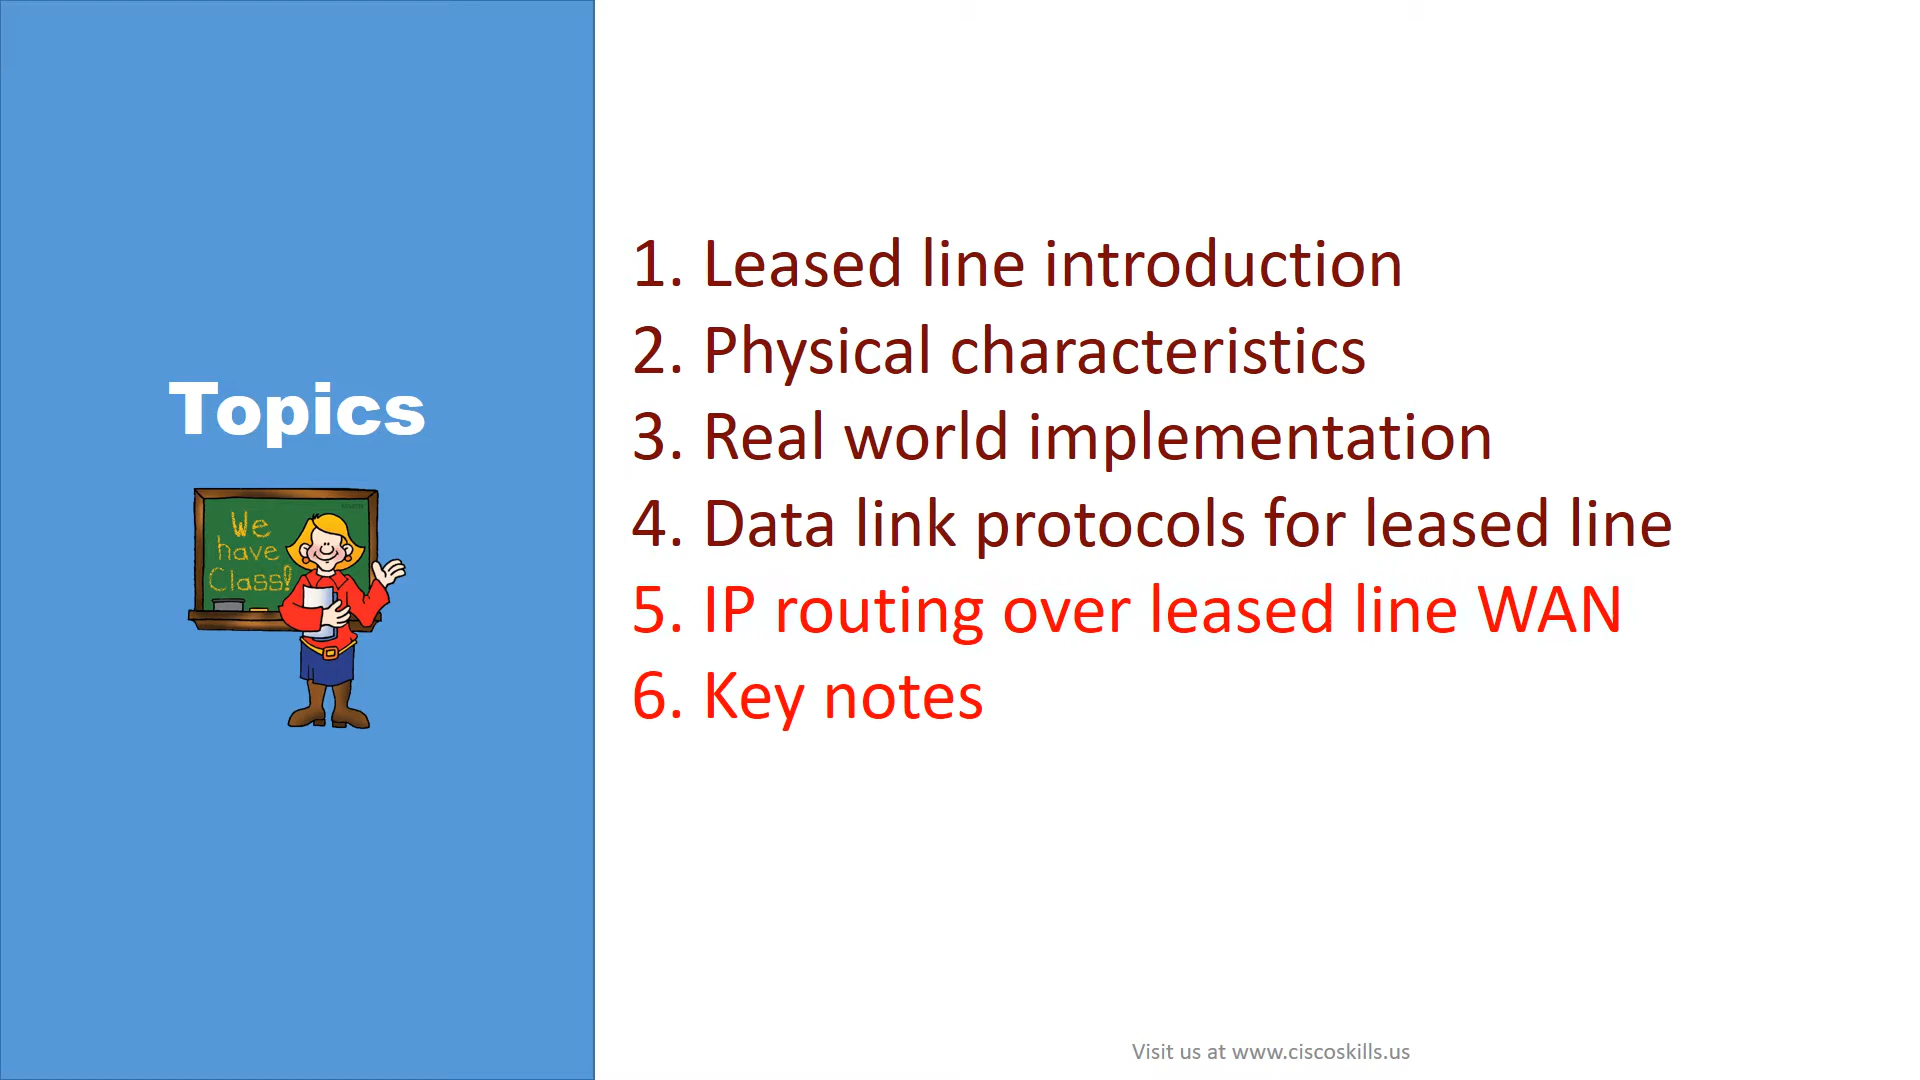 Topics
We
have
Class!
1. Leased line introduction
2. Physical characteristics
3. Real world implementation
4. Data link protocols for leased line
5. IP routing over leased line WAN
6. Key notes
Visit us at www.ciscoskills.us